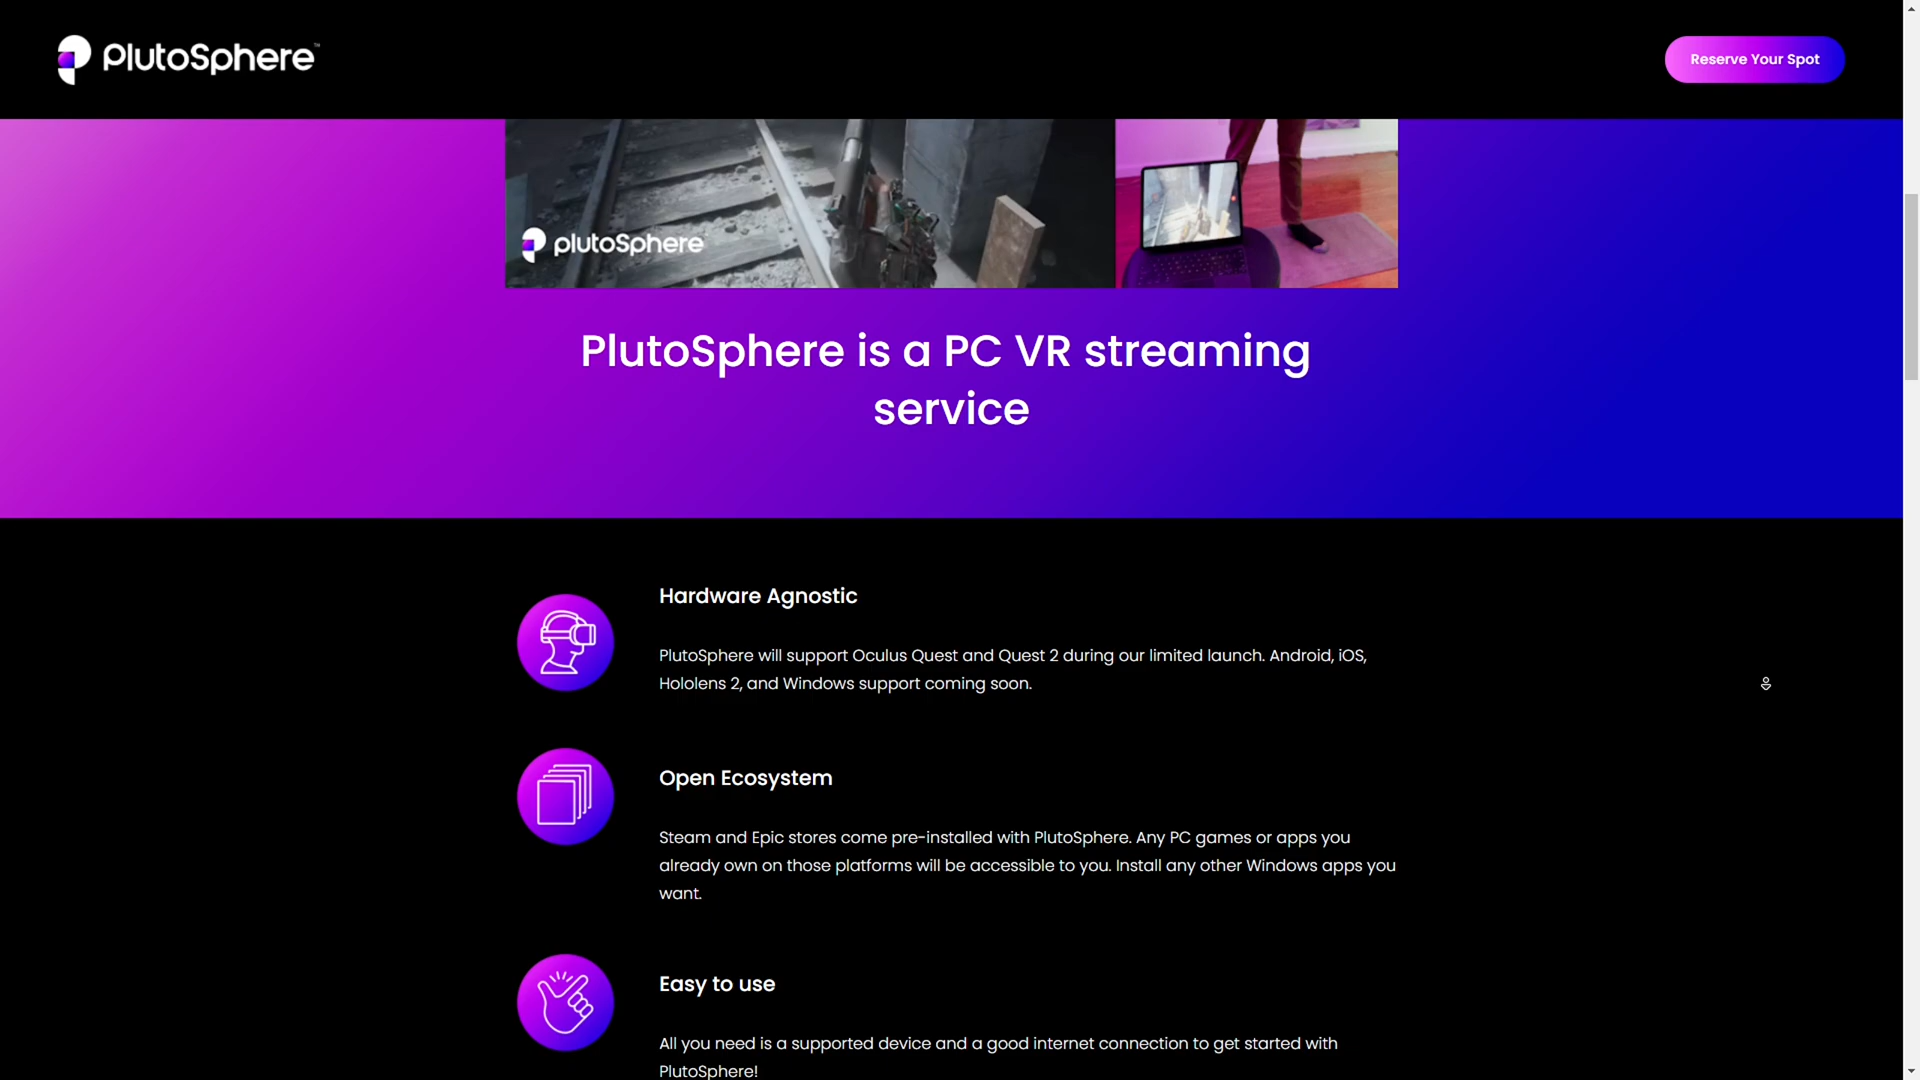 PlutoSphere™
Reserve Your Spot
plutoSphere
PlutoSphere is a PC VR streaming
service
Hardware Agnostic
PlutoSphere will support Oculus Quest and Quest 2 during our limited launch. Android, iOS,
Hololens 2, and Windows support coming soon.
Open Ecosystem
Steam and Epic stores come pre-installed with PlutoSphere. Any PC games or apps you
already own on those platforms will be accessible to you. Install any other Windows apps you
want.
Easy to use
All you need is a supported device and a good internet connection to get started with
PlutoSphere!